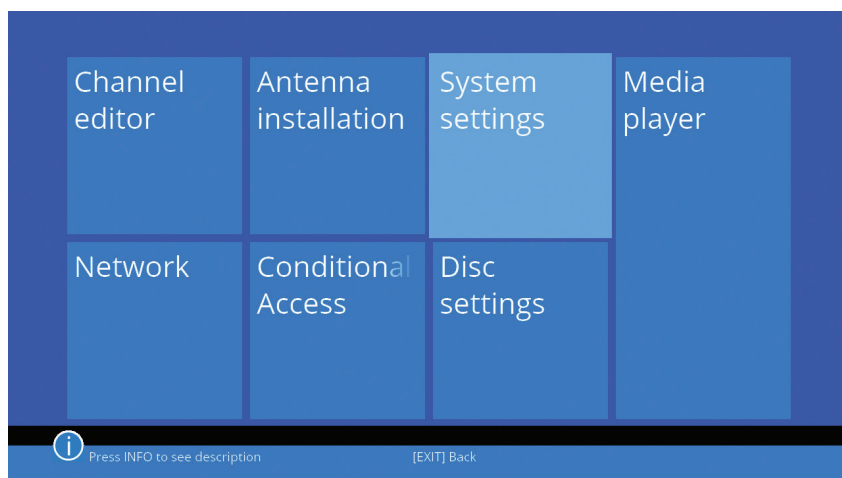 Channel
editor
Antenna
installation
System
settings
Media
player
Network
Conditional
Access
Disc
settings
i
Press INFO to see description
[EXIT] Back